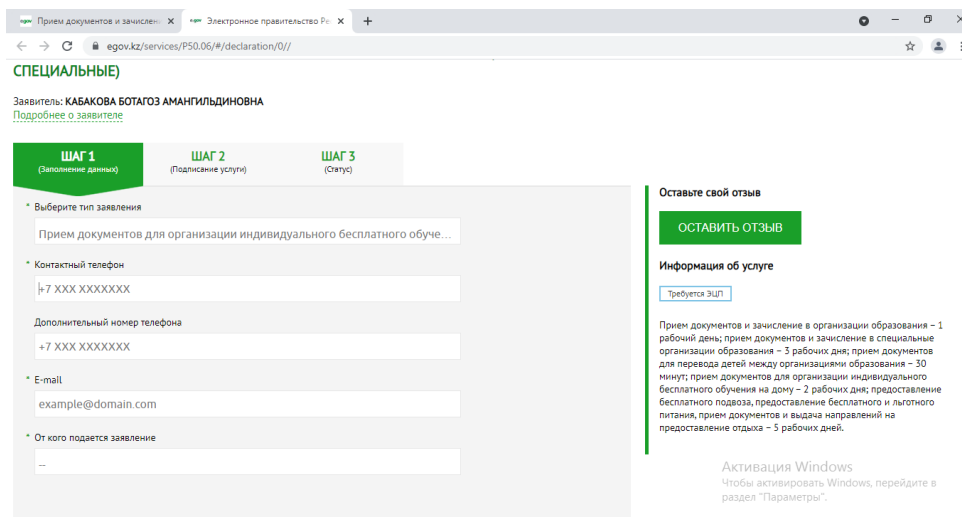 Прием документов и зачислени
Электронное правительство Ре
egov.kz/services/P50.06/#/declaration/0//
СПЕЦИАЛЬНЫЕ)
Заявитель: КАБАКОВА БОТАГОЗ АМАНГИЛЬДИНОВНА
Подробнее о заявителе
ШАГ 1
(Заполнение данных)
ШАГ 2
(Подписание услуги)
ШАГ 3
(Статус)
* Выберите тип заявления
Прием документов для организации индивидуального бесплатного обуче...
* Контактный телефон
+7 XXX XXXXXXX
Дополнительный номер телефона
+7 XXX XXXXXXX
* E-mail
example@domain.com
* От кого подается заявление
...
Оставьте свой отзыв
ОСТАВИТЬ ОТЗЫВ
Информация об услуге
Требуется ЭЦП
Прием документов и зачисление в организации образования – 1
рабочий день; прием документов и зачисление в специальные
организации образования – 3 рабочих дня; прием документов
для перевода детей между организациями образования – 30
минут; прием документов для организации индивидуального
бесплатного обучения на дому – 2 рабочих дня; предоставление
бесплатного подвоза, предоставление бесплатного и льготного
питания, прием документов и выдача направлений на
предоставление отдыха – 5 рабочих дней.
Активация Windows
Чтобы активировать Windows, перейдите в
раздел "Параметры".